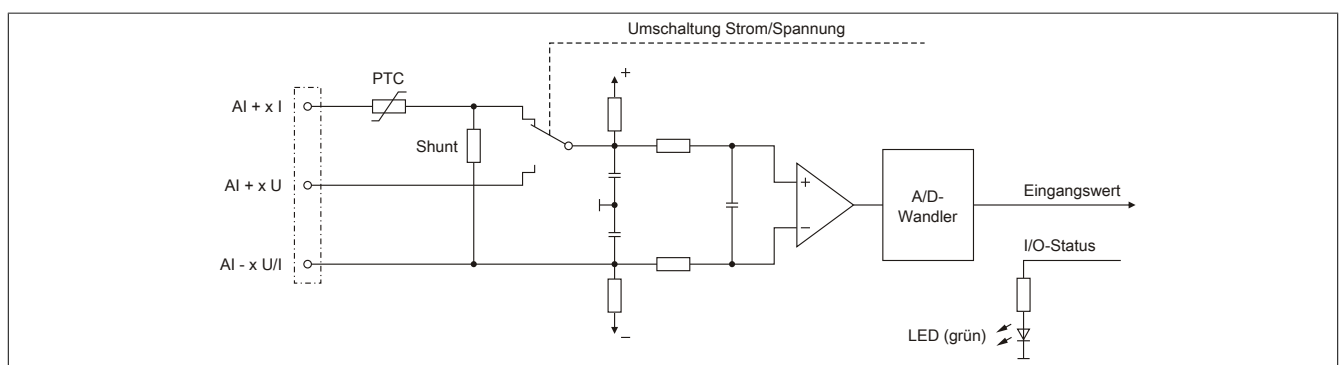 Umschaltung Strom/Spannung
PTC
+
AI + x I
Shunt
AI + x U
+
−
A/D-
Wandler
Eingangswert
I/O-Status
AI - x U/I
LED (grün)
−